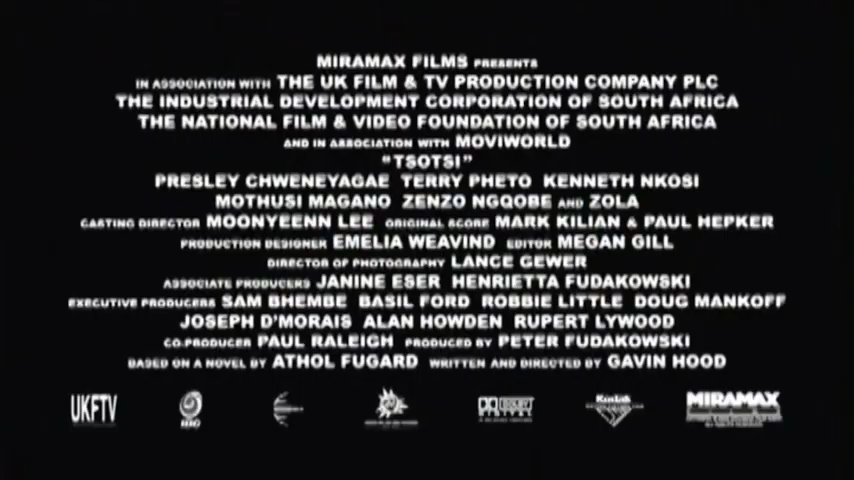 MIRAMAX FILMS PRESENTS
IN ASSOCIATION WITH THE UK FILM & TV PRODUCTION COMPANY PLC
THE INDUSTRIAL DEVELOPMENT CORPORATION OF SOUTH AFRICA
THE NATIONAL FILM & VIDEO FOUNDATION OF SOUTH AFRICA
AND IN ASSOCIATION WITH MOVIWORLD
"TSOTSI"
PRESLEY CHWENEYAGAE TERRY PHETO KENNETH NKOSI
MOTHUSI MAGANO ZENZO NGQOBE AND ZOLA
CASTING DIRECTOR MOONYEENN LEE ORIGINAL SCORE MARK KILIAN & PAUL HEPKER
PRODUCTION DESIGNER EMELIA WEAVIND EDITOR MEGAN GILL
DIRECTOR OF PHOTOGRAPHY LANCE GEWER
ASSOCIATE PRODUCERS JANINE ESER HENRIETTA FUDAKOWSKI
EXECUTIVE PRODUCERS SAM BHEMBE BASIL FORD ROBBIE LITTLE DOUG MANKOFF
JOSEPH D'MORAIS ALAN HOWDEN RUPERT LYWOOD
CO-PRODUCER PAUL RALEIGH PRODUCED BY PETER FUDAKOWSKI
BASED ON A NOVEL BY ATHOL FUGARD WRITTEN AND DIRECTED BY GAVIN HOOD
UKFTV DOLBY DIGITAL Kodak MIRAMAX